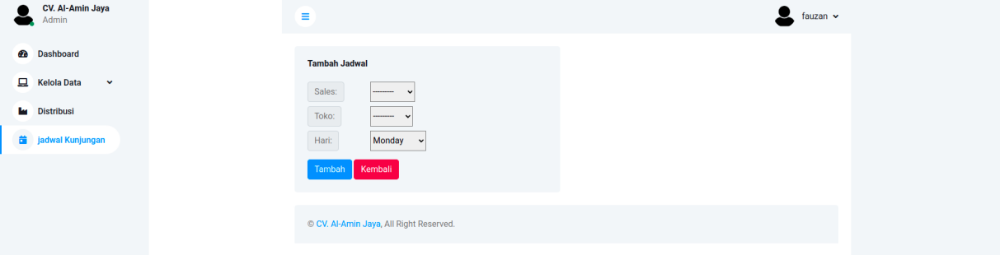 CV. Al-Amin Jaya
Admin
Dashboard
Kelola Data
Distribusi
jadwal Kunjungan
fauzan
Tambah Jadwal
Sales: ---------
Toko: ---------
Hari: Monday
Tambah Kembali
© CV. Al-Amin Jaya, All Right Reserved.